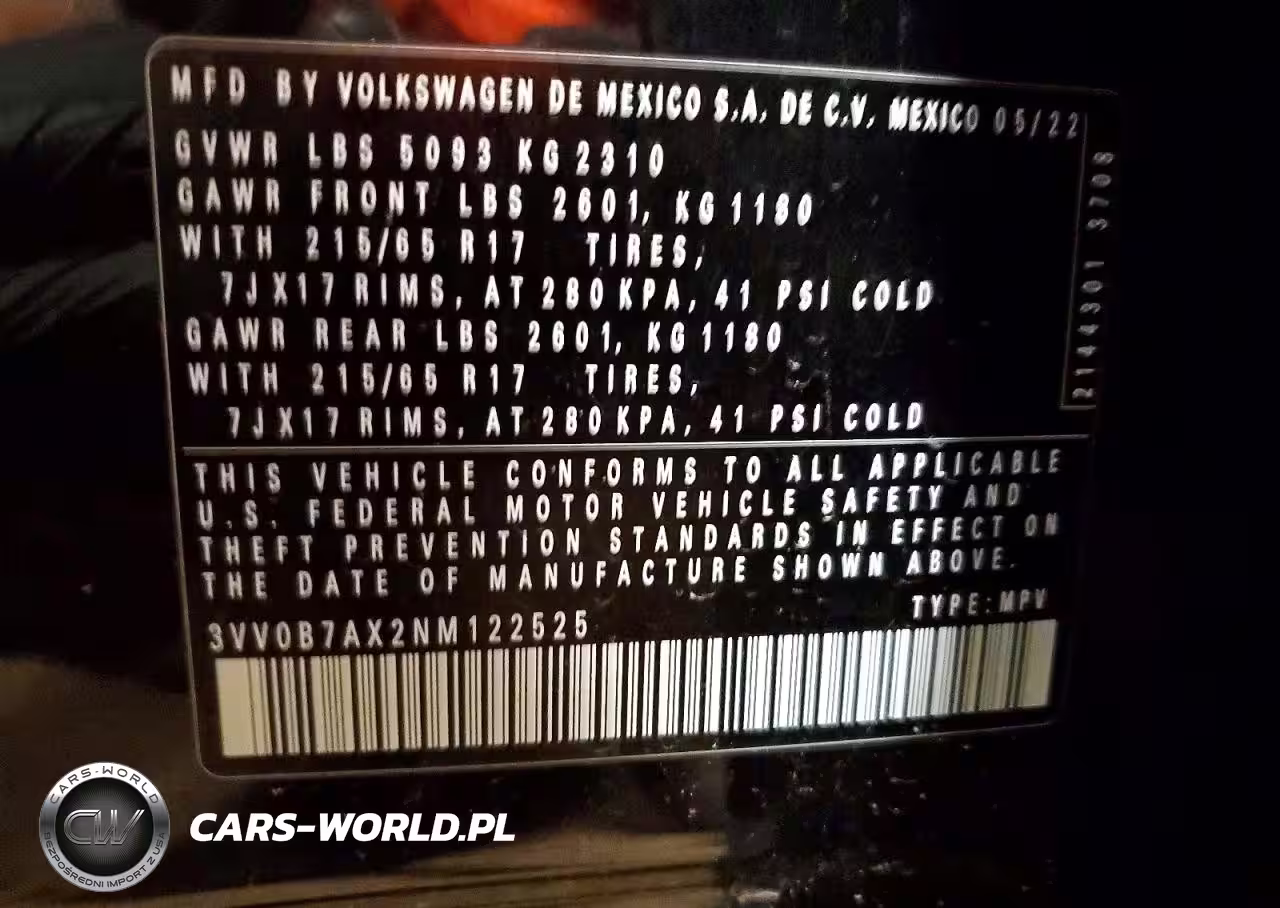 MFD BY VOLKSWAGEN DE MEXICO S.A. DE C.V. MEXICO 05/22
GVWR LBS 5093 KG 2310
GAWR FRONT LBS 2601, KG 1180
WITH 215/65 R17 TIRES,
7JX17 RIMS, AT 280 KPA, 41 PSI COLD
GAWR REAR LBS 2601, KG 1180
WITH 215/65 R17 TIRES,
7JX17 RIMS, AT 280 KPA, 41 PSI COLD
2144301 3708
THIS VEHICLE CONFORMS TO ALL APPLICABLE
U.S. FEDERAL MOTOR VEHICLE SAFETY AND
THEFT PREVENTION STANDARDS IN EFFECT ON
THE DATE OF MANUFACTURE SHOWN ABOVE.
TYPE: MPV
3VV0B7AX2NM122525
CARS-WORLD
CW
BEZPOŚREDNI IMPORT Z USA
CARS-WORLD.PL